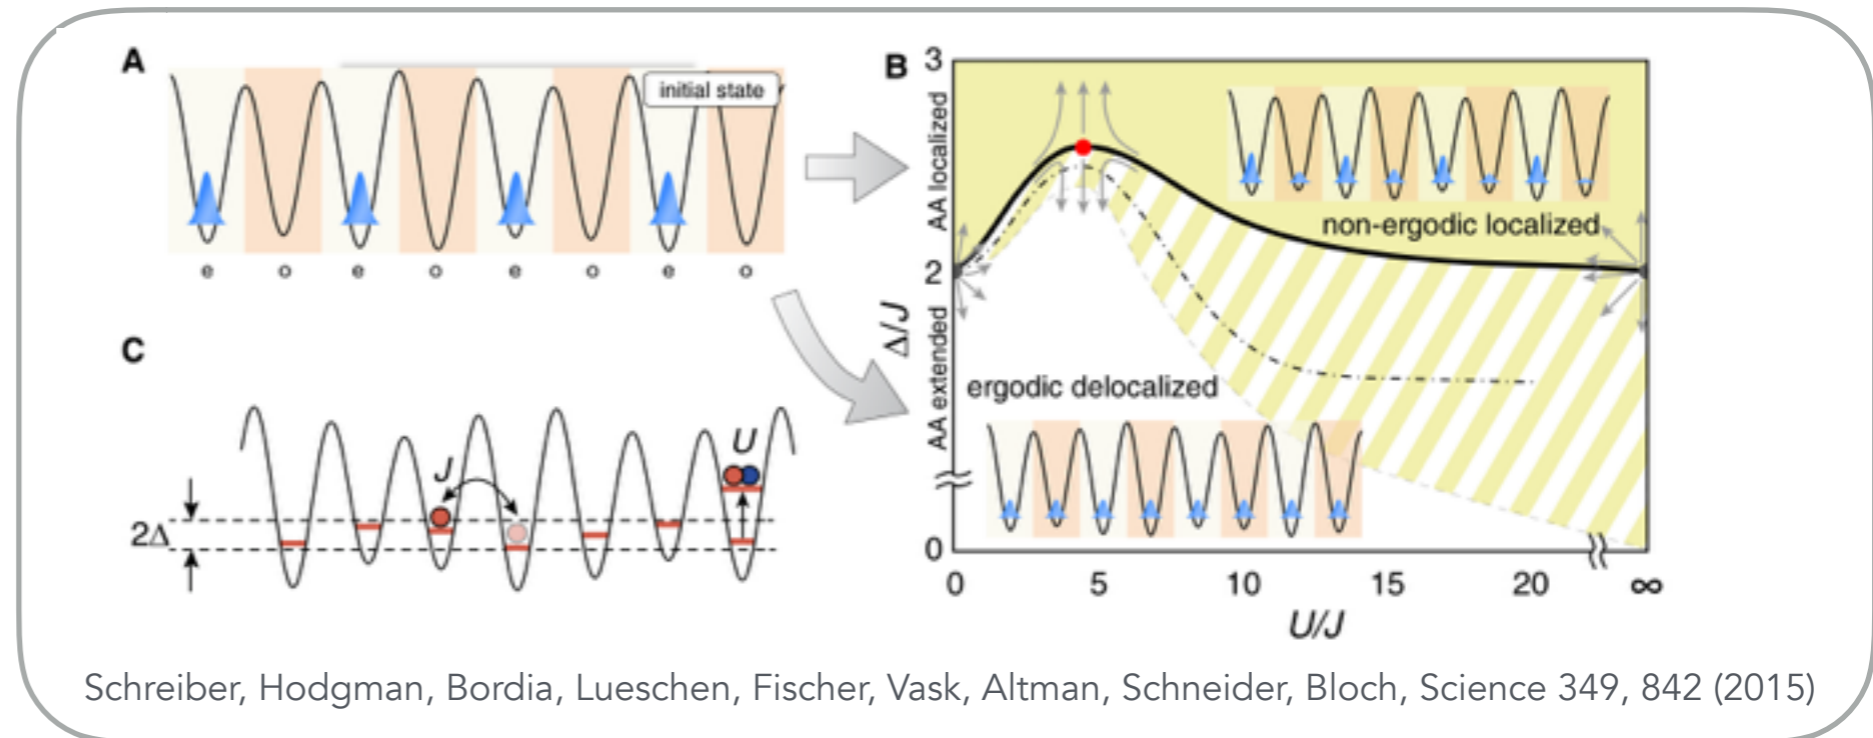 A
initial state
e o e o e o e o
B
3
2
0
AA localized
AA extended
Δ/J
non-ergodic localized
ergodic delocalized
0 5 10 15 20 ∞
U/J
C
J
U
2Δ
Schreiber, Hodgman, Bordia, Lueschen, Fischer, Vask, Altman, Schneider, Bloch, Science 349, 842 (2015)